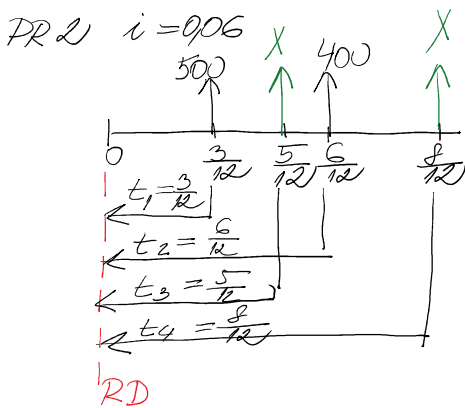 PR 2 i = 0,06
X X
500 400
0 3/12 5/12 6/12 8/12
t1 = 3/12
t2 = 6/12
t3 = 5/12
t4 = 8/12
RD